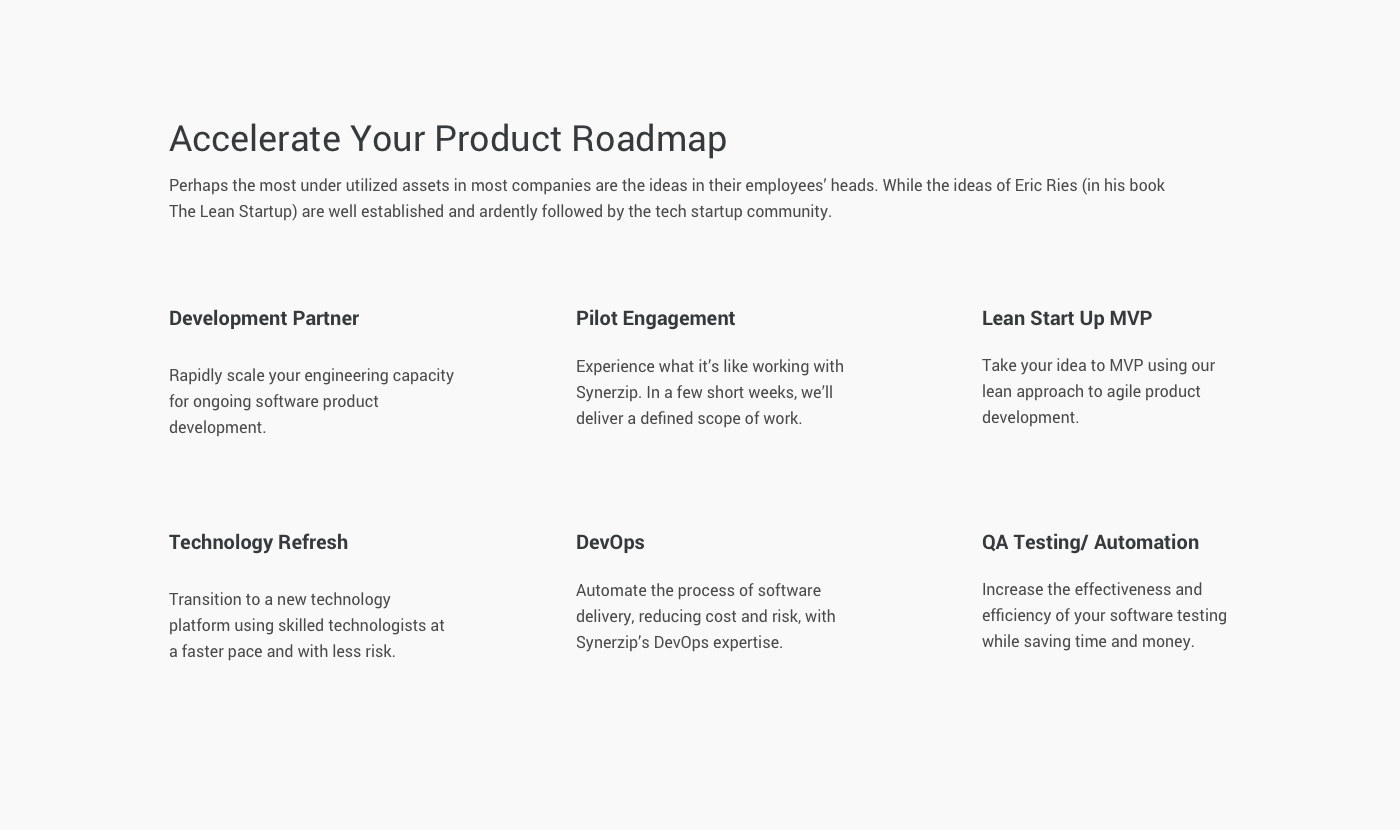 Accelerate Your Product Roadmap
Perhaps the most under utilized assets in most companies are the ideas in their employees’ heads. While the ideas of Eric Ries (in his book
The Lean Startup) are well established and ardently followed by the tech startup community.
Development Partner
Rapidly scale your engineering capacity
for ongoing software product
development.
Pilot Engagement
Experience what it’s like working with
Synerzip. In a few short weeks, we’ll
deliver a defined scope of work.
Lean Start Up MVP
Take your idea to MVP using our
lean approach to agile product
development.
Technology Refresh
Transition to a new technology
platform using skilled technologists at
a faster pace and with less risk.
DevOps
Automate the process of software
delivery, reducing cost and risk, with
Synerzip’s DevOps expertise.
QA Testing/ Automation
Increase the effectiveness and
efficiency of your software testing
while saving time and money.